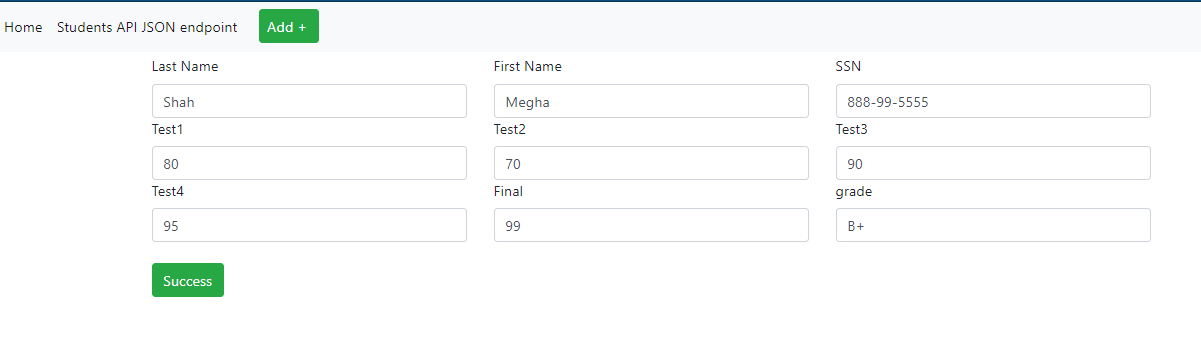 Home Students API JSON endpoint Add +
Last Name First Name SSN
Shah Megha 888-99-5555
Test1 Test2 Test3
80 70 90
Test4 Final grade
95 99 B+
Success